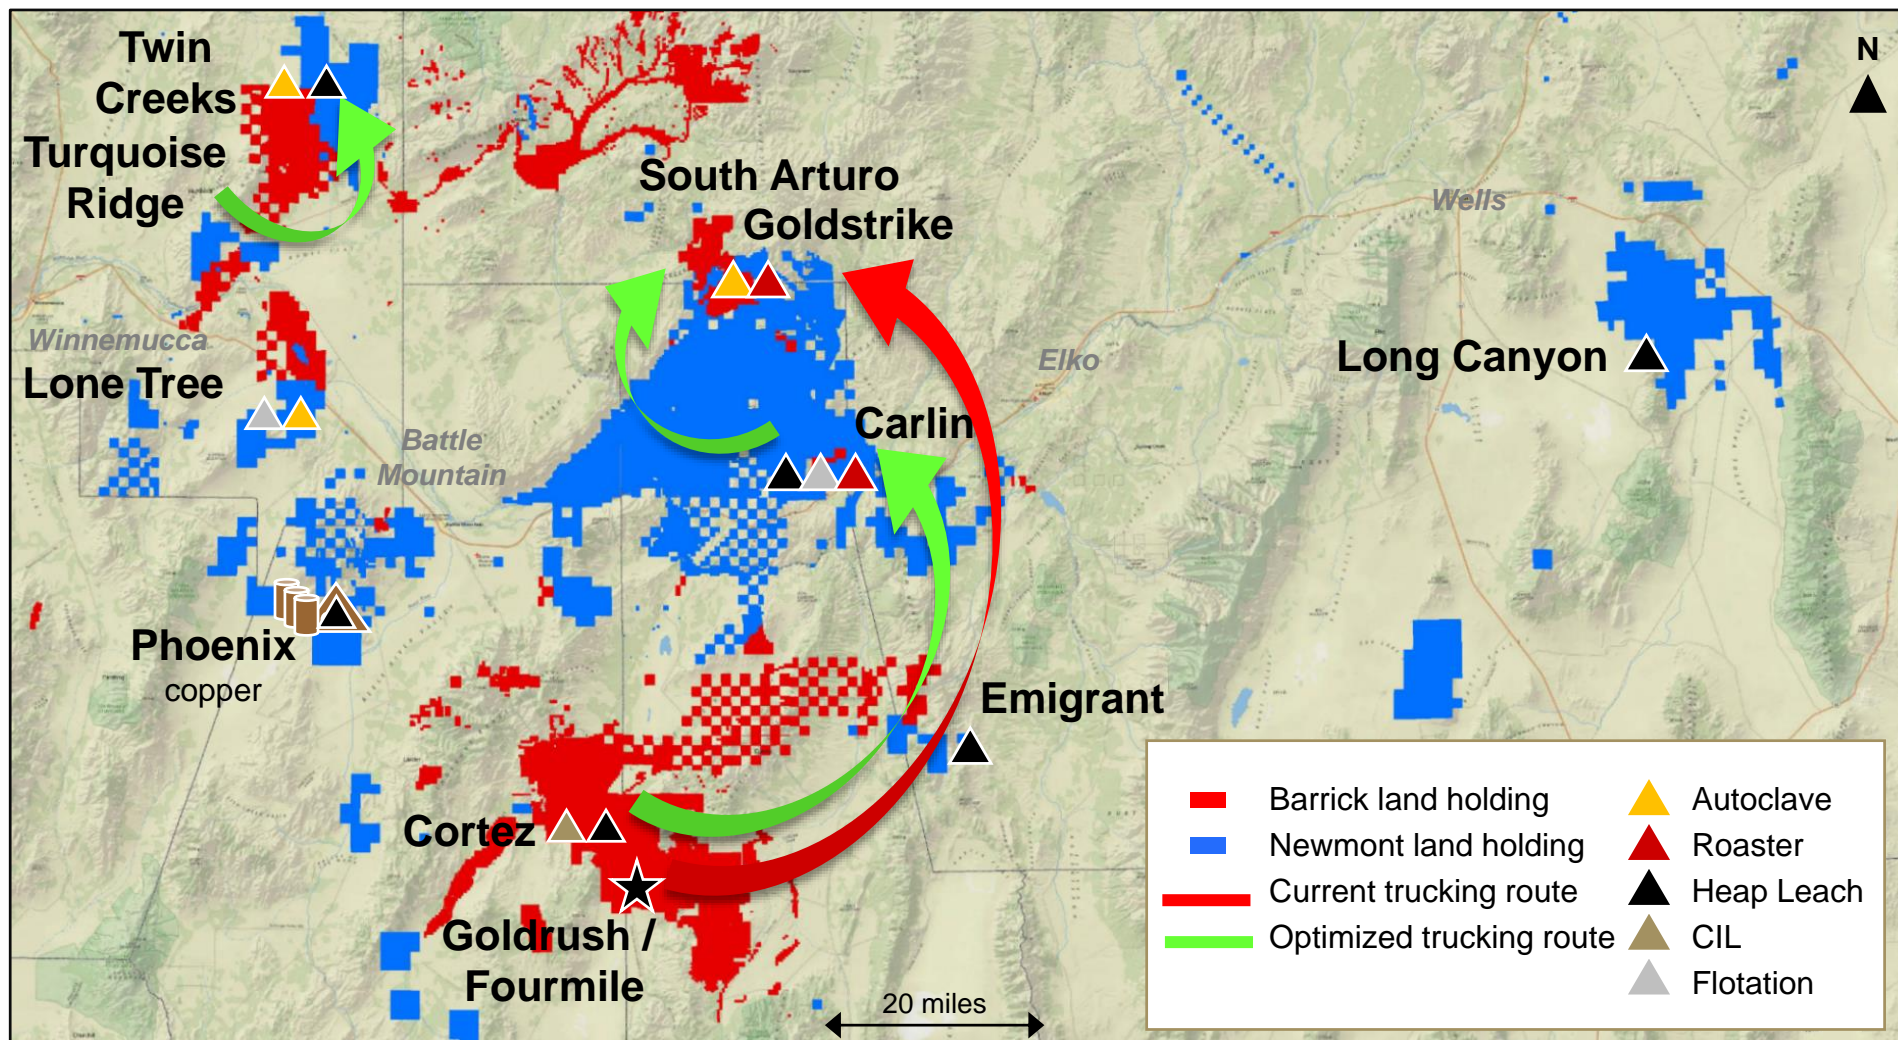 Twin
Creeks
Turquoise
Ridge
N
South Arturo
Goldstrike
Wells
Winnemucca
Lone Tree
Elko
Long Canyon
Battle
Mountain
Carlin
Phoenix
copper
Emigrant
Cortez
Goldrush /
Fourmile
20 miles
Barrick land holding
Newmont land holding
Current trucking route
Optimized trucking route
Autoclave
Roaster
Heap Leach
CIL
Flotation